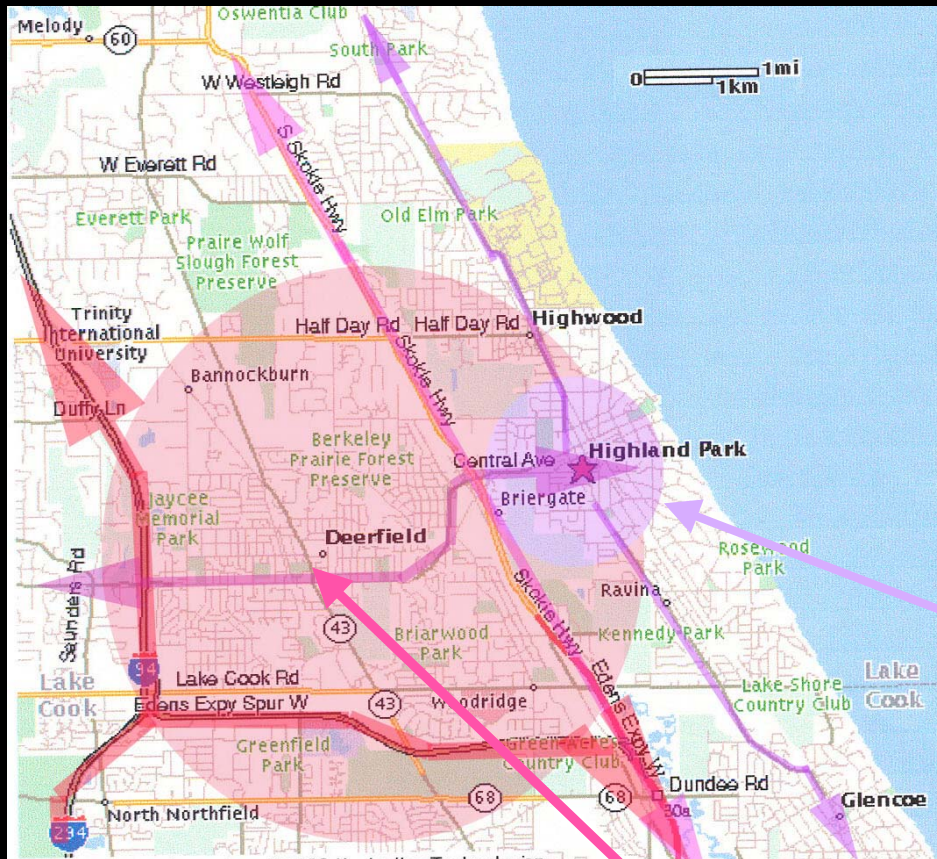 Oswentia Club
Melody
60
South Park
0 1mi
1km
W Westleigh Rd
S Skokie Hwy
W Everett Rd
Everett Park
Old Elm Park
Prairie Wolf
Slough Forest
Preserve
Trinity
International
University
Half Day Rd
Half Day Rd
Highwood
Skokie Hwy
Bannockburn
Duffy Ln
Berkeley
Prairie Forest
Preserve
Central Ave
Highland Park
Jaycee
Memorial
Park
Briergate
Deerfield
Rosewood
Park
Saunders Rd
Skokie Hwy
Ravina
43
Briarwood
Park
Kennedy Park
94
Lake
Cook
Lake Cook Rd
Edens Expy Spur W
43
Woodridge
Edens Expy W
Lake
Cook
Lake Shore
Country Club
Greenfield
Park
Green Acres
Country Club
68
68
Dundee Rd
30a
Glencoe
North Northfield
294